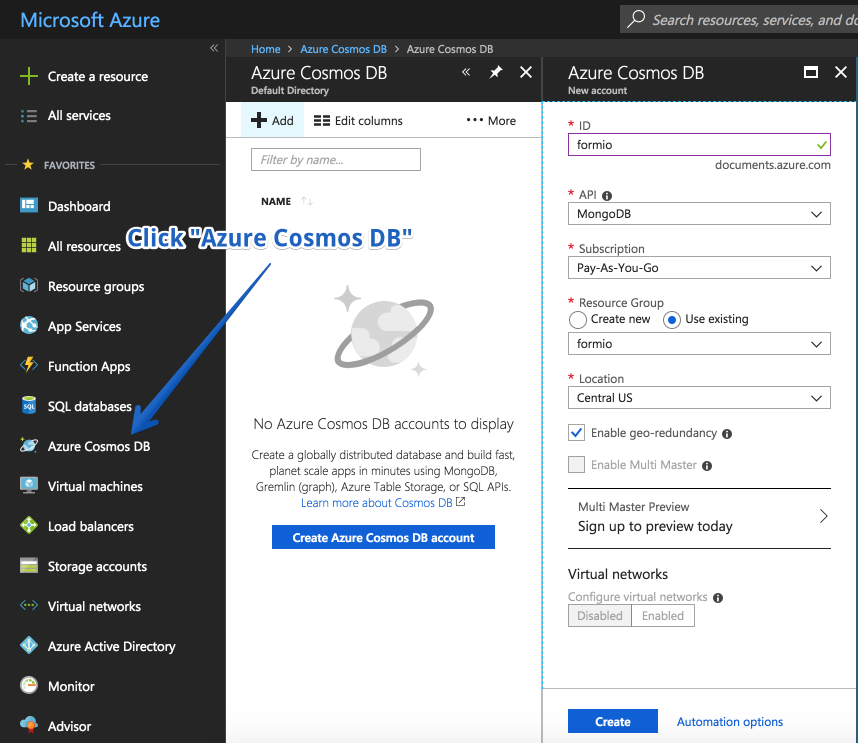 Microsoft Azure
Search resources, services, and do
Create a resource
All services
FAVORITES
Dashboard
All resources
Resource groups
App Services
Function Apps
SQL databases
Azure Cosmos DB
Virtual machines
Load balancers
Storage accounts
Virtual networks
Azure Active Directory
Monitor
Advisor
Click "Azure Cosmos DB"
Home > Azure Cosmos DB > Azure Cosmos DB
Azure Cosmos DB
Default Directory
Add
Edit columns
More
Filter by name...
NAME
No Azure Cosmos DB accounts to display
Create a globally distributed database and build fast,
planet scale apps in minutes using MongoDB,
Gremlin (graph), Azure Table Storage, or SQL APIs.
Learn more about Cosmos DB
Create Azure Cosmos DB account
Azure Cosmos DB
New account
* ID
formio
documents.azure.com
* API
MongoDB
* Subscription
Pay-As-You-Go
* Resource Group
Create new Use existing
formio
* Location
Central US
Enable geo-redundancy
Enable Multi Master
Multi Master Preview
Sign up to preview today
Virtual networks
Configure virtual networks
Disabled Enabled
Create
Automation options